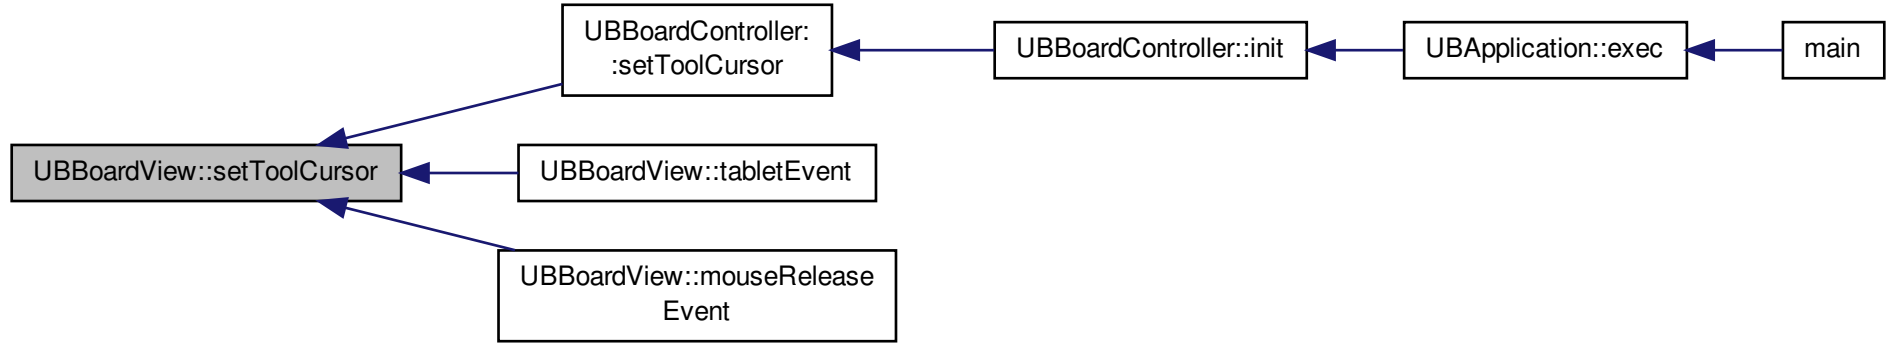 UBBoardController:
:setToolCursor
UBBoardController::init
UBApplication::exec
main
UBBoardView::setToolCursor
UBBoardView::tabletEvent
UBBoardView::mouseRelease
Event